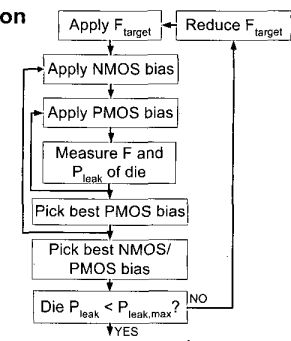 on
Apply F_target
Reduce F_target
Apply NMOS bias
Apply PMOS bias
Measure F and
P_leak of die
Pick best PMOS bias
Pick best NMOS/
PMOS bias
Die P_leak < P_leak,max?
NO
YES